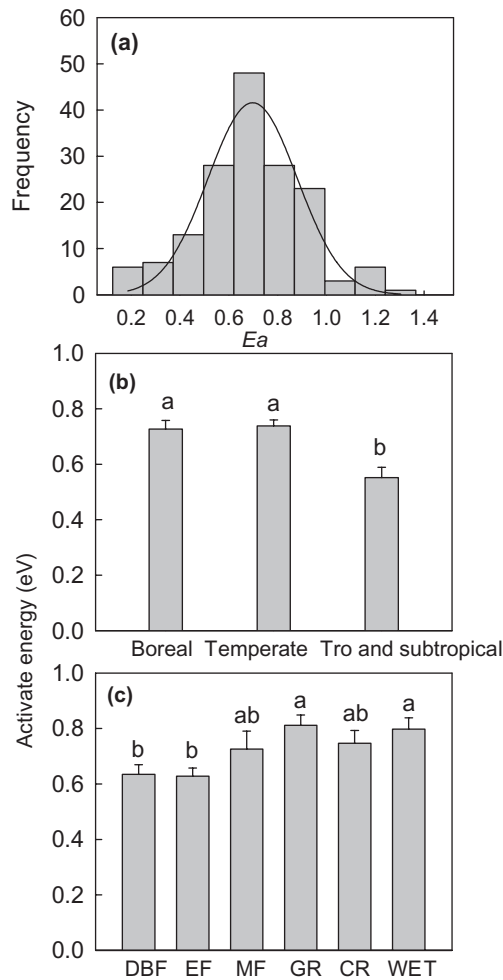 (a)
Frequency
60
50
40
30
20
10
0
0.2 0.4 0.6 0.8 1.0 1.2 1.4
Ea
Activate energy (eV)
(b)
1.0
0.8
0.6
0.4
0.2
0.0
a a b
Boreal Temperate Tro and subtropical
(c)
1.0
0.8
0.6
0.4
0.2
0.0
b b ab a ab a
DBF EF MF GR CR WET